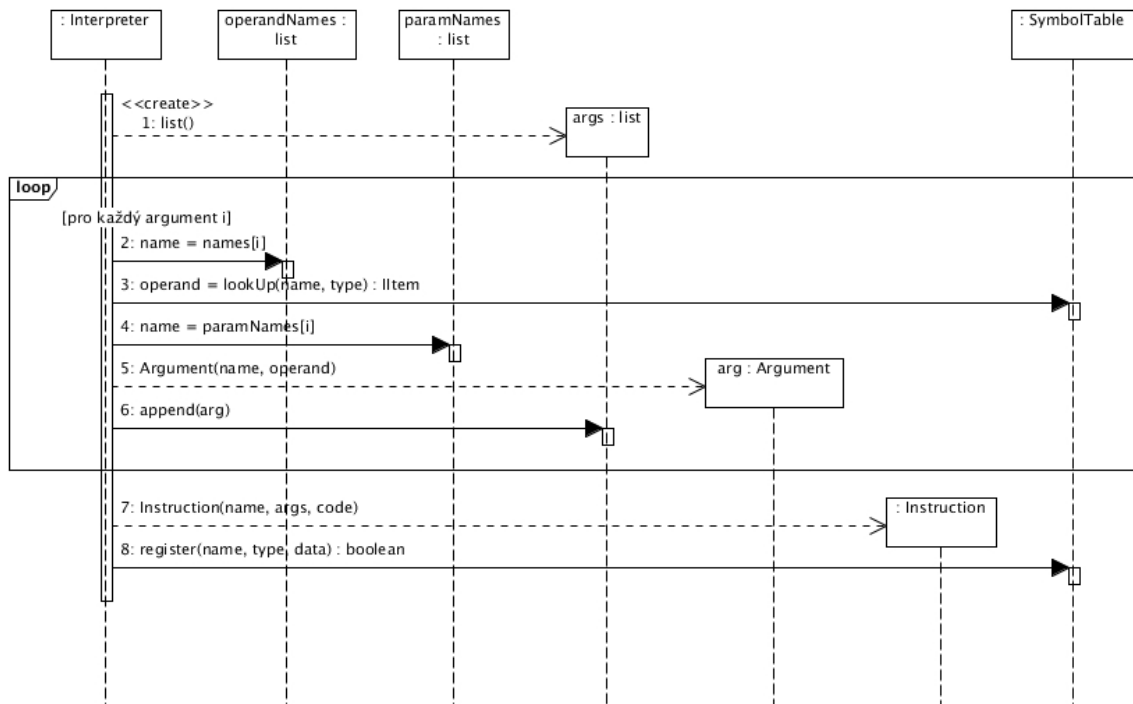 : Interpreter
operandNames :
list
paramNames
: list
: SymbolTable
<<create>>
1: list()
args : list
loop
[pro každý argument i]
2: name = names[i]
3: operand = lookUp(name, type) : IItem
4: name = paramNames[i]
5: Argument(name, operand)
arg : Argument
6: append(arg)
7: Instruction(name, args, code)
: Instruction
8: register(name, type, data) : boolean